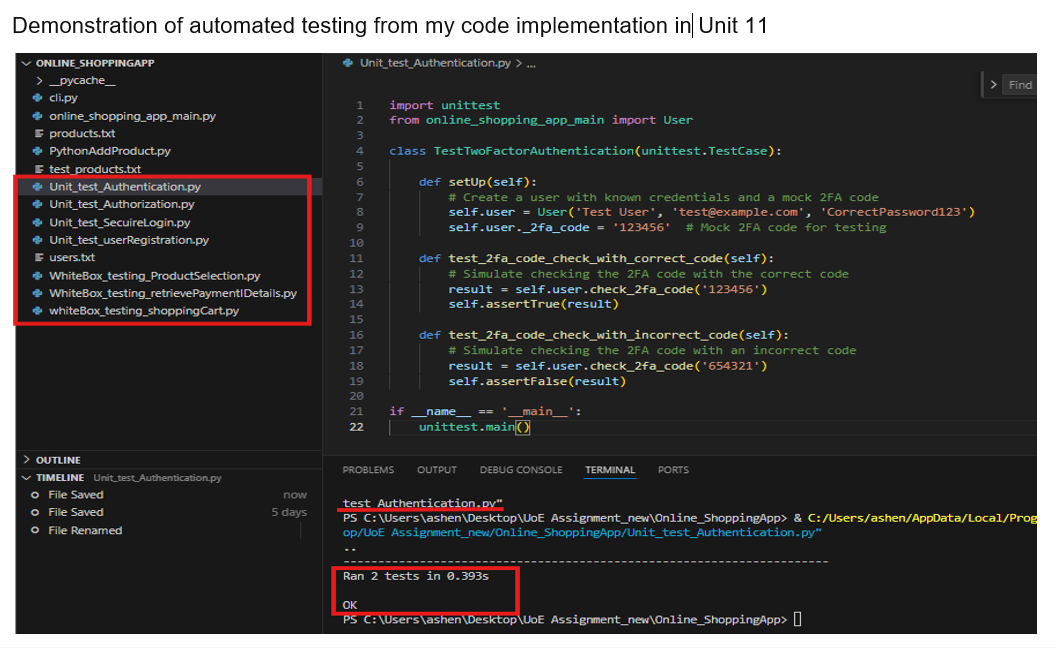 Demonstration of automated testing from my code implementation in Unit 11
ONLINE_SHOPPINGAPP
__pycache__
cli.py
online_shopping_app_main.py
products.txt
PythonAddProduct.py
test_products.txt
Unit_test_Authentication.py
Unit_test_Authorization.py
Unit_test_SecuireLogin.py
Unit_test_userRegistration.py
users.txt
WhiteBox_testing_ProductSelection.py
WhiteBox_testing_retrievePaymentIDetails.py
whiteBox_testing_shoppingCart.py
OUTLINE
TIMELINE Unit_test_Authentication.py
File Saved now
File Saved 5 days
File Renamed
Unit_test_Authentication.py > ...
Find
1 import unittest
2 from online_shopping_app_main import User
3
4 class TestTwoFactorAuthentication(unittest.TestCase):
5
6 def setUp(self):
7 # Create a user with known credentials and a mock 2FA code
8 self.user = User('Test User', 'test@example.com', 'CorrectPassword123')
9 self.user._2fa_code = '123456' # Mock 2FA code for testing
10
11 def test_2fa_code_check_with_correct_code(self):
12 # Simulate checking the 2FA code with the correct code
13 result = self.user.check_2fa_code('123456')
14 self.assertTrue(result)
15
16 def test_2fa_code_check_with_incorrect_code(self):
17 # Simulate checking the 2FA code with an incorrect code
18 result = self.user.check_2fa_code('654321')
19 self.assertFalse(result)
20
21 if __name__ == '__main__':
22 unittest.main()
PROBLEMS OUTPUT DEBUG CONSOLE TERMINAL PORTS
test_Authentication.py"
PS C:\Users\ashen\Desktop\UoE Assignment_new\Online_ShoppingApp> & C:/Users/ashen/AppData/Local/Prog
op/UoE Assignment_new/Online_ShoppingApp/Unit_test_Authentication.py"
..
----------------------------------------------------------------------
Ran 2 tests in 0.393s
OK
PS C:\Users\ashen\Desktop\UoE Assignment_new\Online_ShoppingApp>